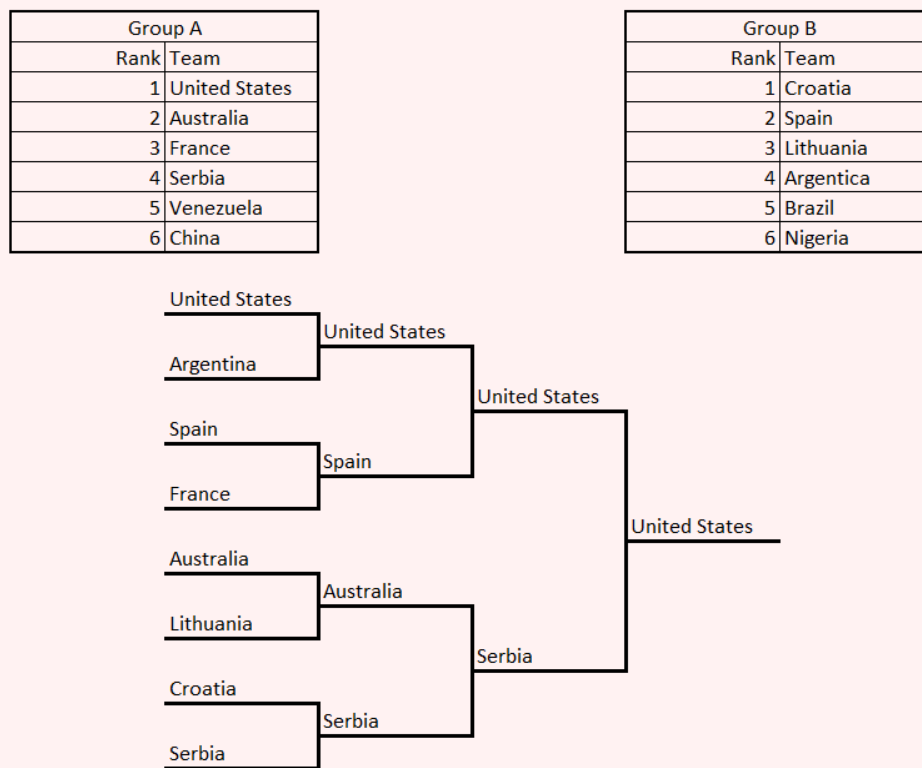 Group A
Rank Team
1 United States
2 Australia
3 France
4 Serbia
5 Venezuela
6 China
Group B
Rank Team
1 Croatia
2 Spain
3 Lithuania
4 Argentica
5 Brazil
6 Nigeria
United States
United States
Argentina
United States
Spain
Spain
France
United States
Australia
Australia
Lithuania
Serbia
Croatia
Serbia
Serbia